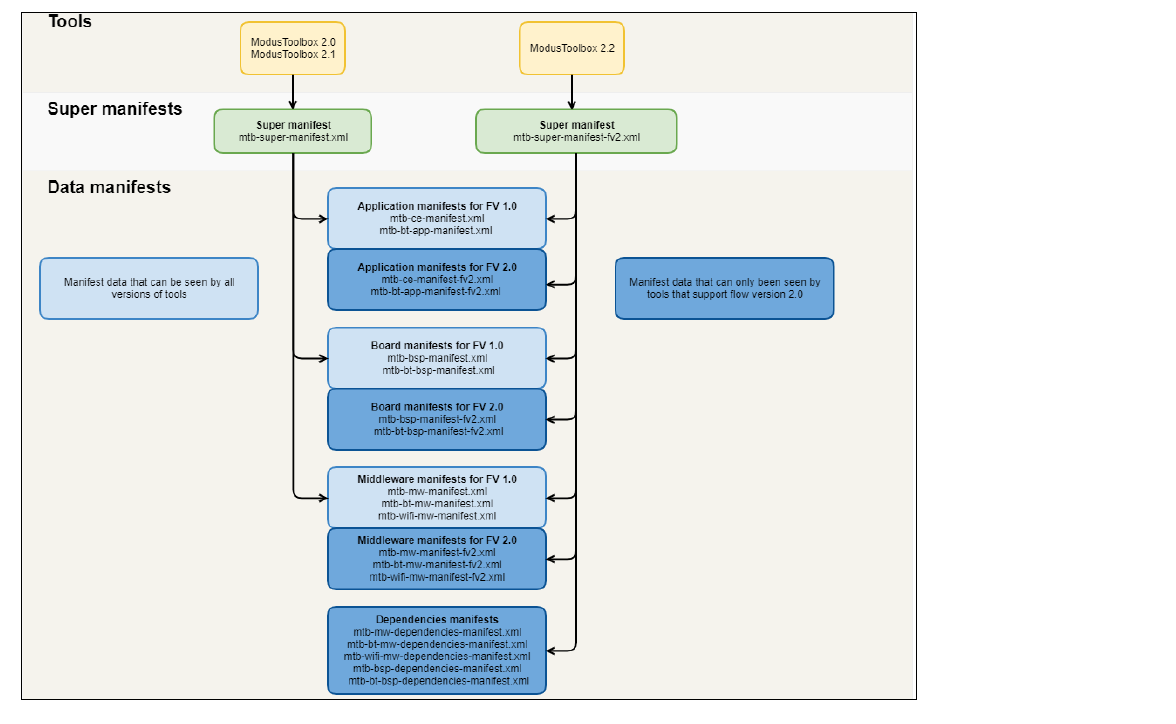 Tools
ModusToolbox 2.0
ModusToolbox 2.1
ModusToolbox 2.2
Super manifests
Super manifest
mtb-super-manifest.xml
Super manifest
mtb-super-manifest-fv2.xml
Data manifests
Application manifests for FV 1.0
mtb-ce-manifest.xml
mtb-bt-app-manifest.xml
Application manifests for FV 2.0
mtb-ce-manifest-fv2.xml
mtb-bt-app-manifest-fv2.xml
Manifest data that can be seen by all
versions of tools
Manifest data that can only been seen by
tools that support flow version 2.0
Board manifests for FV 1.0
mtb-bsp-manifest.xml
mtb-bt-bsp-manifest.xml
Board manifests for FV 2.0
mtb-bsp-manifest-fv2.xml
mtb-bt-bsp-manifest-fv2.xml
Middleware manifests for FV 1.0
mtb-mw-manifest.xml
mtb-bt-mw-manifest.xml
mtb-wifi-mw-manifest.xml
Middleware manifests for FV 2.0
mtb-mw-manifest-fv2.xml
mtb-bt-mw-manifest-fv2.xml
mtb-wifi-mw-manifest-fv2.xml
Dependencies manifests
mtb-mw-dependencies-manifest.xml
mtb-bt-mw-dependencies-manifest.xml
mtb-wifi-mw-dependencies-manifest.xml
mtb-bsp-dependencies-manifest.xml
mtb-bt-bsp-dependencies-manifest.xml